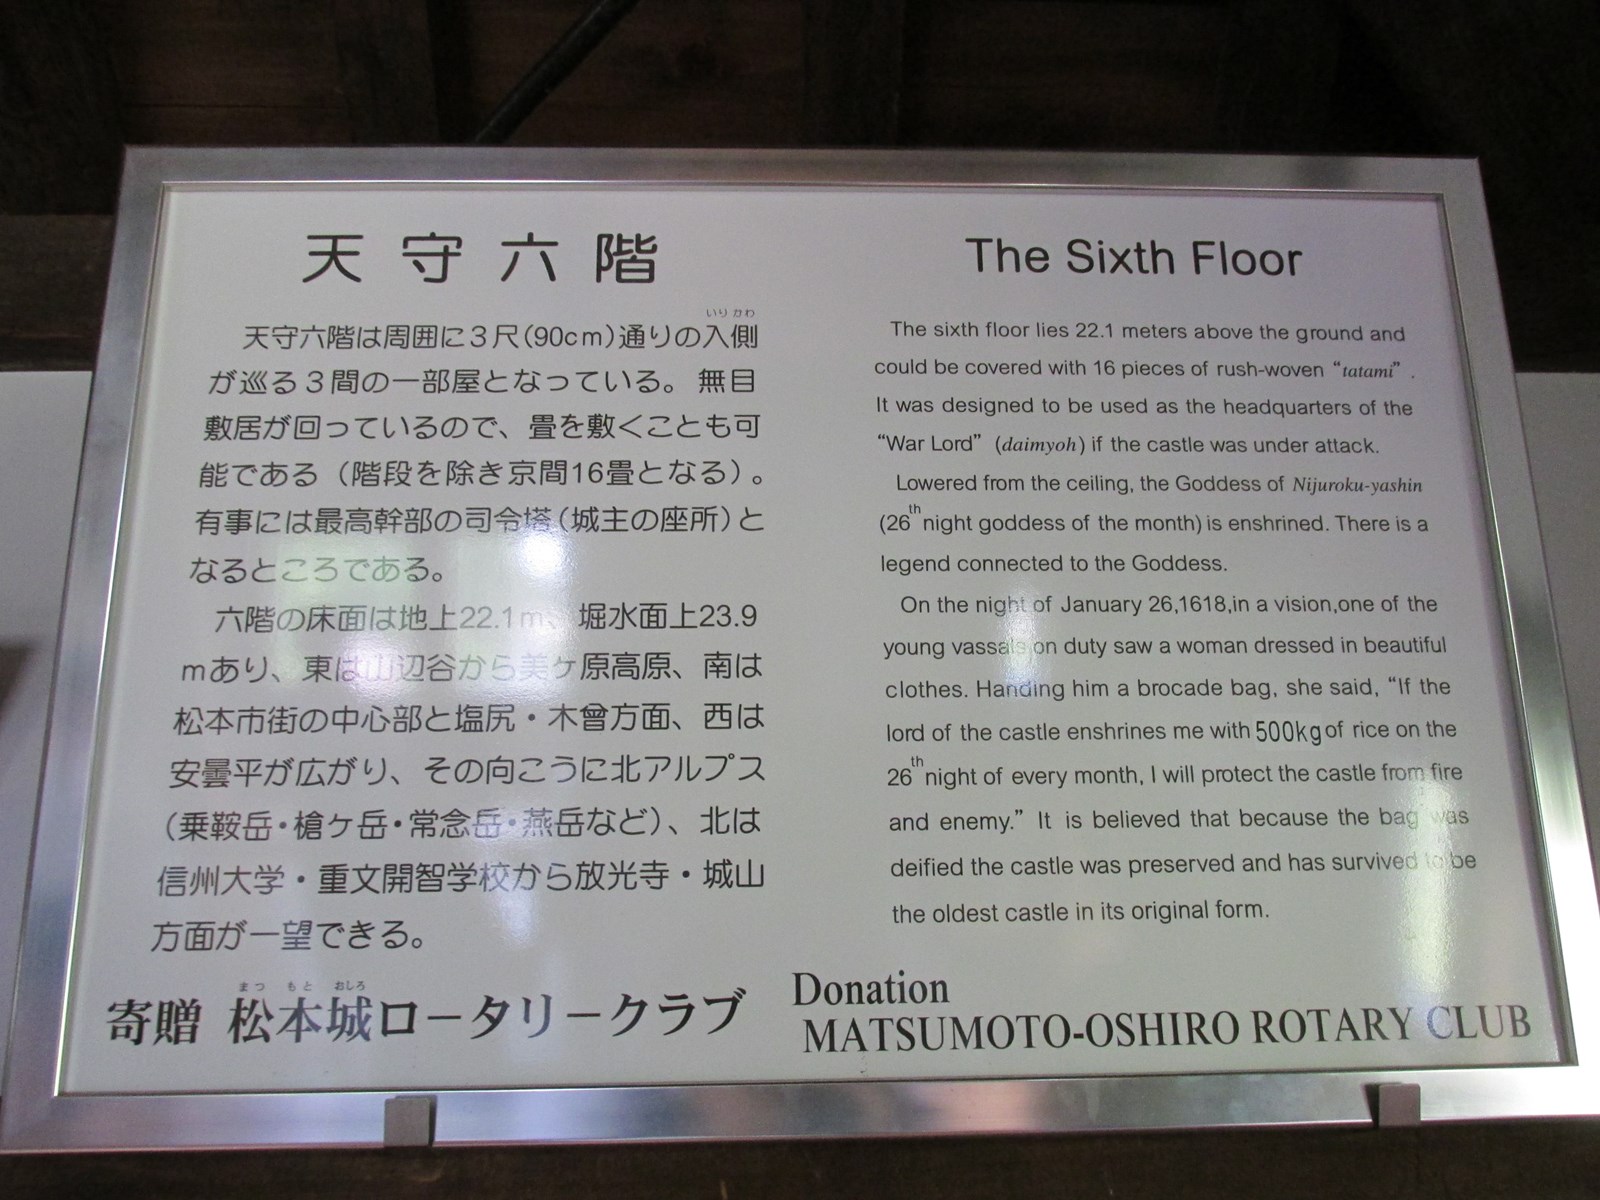 天守六階
いりかわ
天守六階は周囲に３尺(90cm)通りの入側
が巡る３間の一部屋となっている。無目
敷居が回っているので、畳を敷くことも可
能である（階段を除き京間16畳となる）。
有事には最高幹部の司令塔(城主の座所)と
なるところである。
六階の床面は地上22.1m、堀水面上23.9
mあり、東は山辺谷から美ヶ原高原、南は
松本市街の中心部と塩尻・木曾方面、西は
安曇平が広がり、その向こうに北アルプス
（乗鞍岳・槍ヶ岳・常念岳・燕岳など）、北は
信州大学・重文開智学校から放光寺・城山
方面が一望できる。
The Sixth Floor
The sixth floor lies 22.1 meters above the ground and
could be covered with 16 pieces of rush-woven “tatami” .
It was designed to be used as the headquarters of the
“War Lord” (daimyoh) if the castle was under attack.
Lowered from the ceiling, the Goddess of Nijuroku-yashin
(26th night goddess of the month) is enshrined. There is a
legend connected to the Goddess.
On the night of January 26,1618,in a vision,one of the
young vassals on duty saw a woman dressed in beautiful
clothes. Handing him a brocade bag, she said, “If the
lord of the castle enshrines me with 500kg of rice on the
26th night of every month, I will protect the castle from fire
and enemy.” It is believed that because the bag was
deified the castle was preserved and has survived to be
the oldest castle in its original form.
まつ もと おしろ
寄贈 松本城ロータリークラブ
Donation
MATSUMOTO-OSHIRO ROTARY CLUB